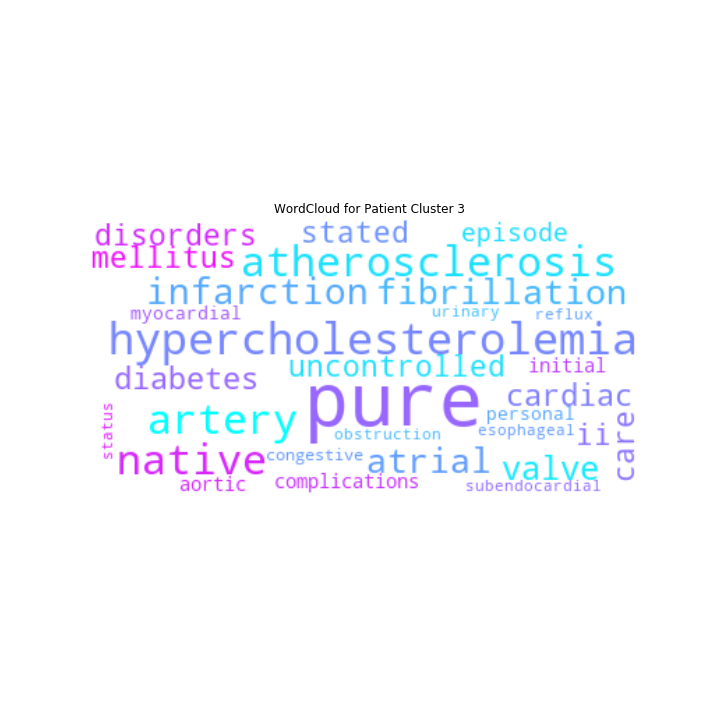 WordCloud for Patient Cluster 3
disorders stated episode
mellitus atherosclerosis
infarction fibrillation
myocardial urinary reflux
hypercholesterolemia
uncontrolled initial
diabetes pure cardiac
status artery personal
obstruction esophageal ii care
native congestive atrial valve
aortic complications subendocardial